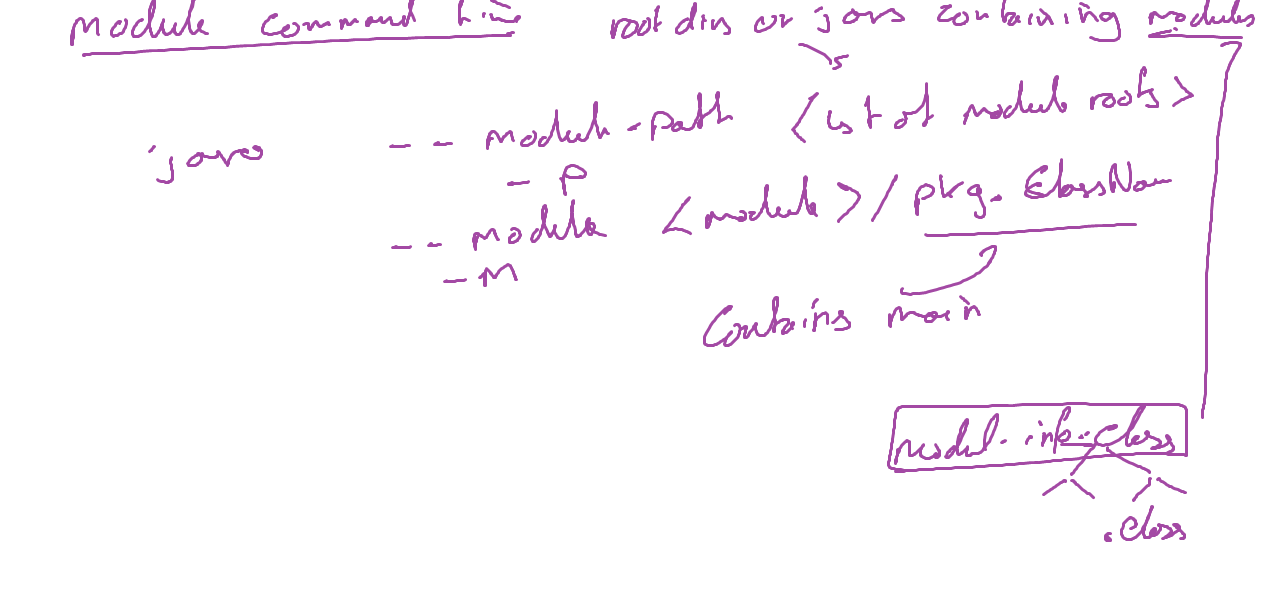 module command line
root dirs or jars containing modules
java --module-path <list of module roots>
-p
--module <module>/pkg.ClassName
-m
contains main
module-info.class
.class